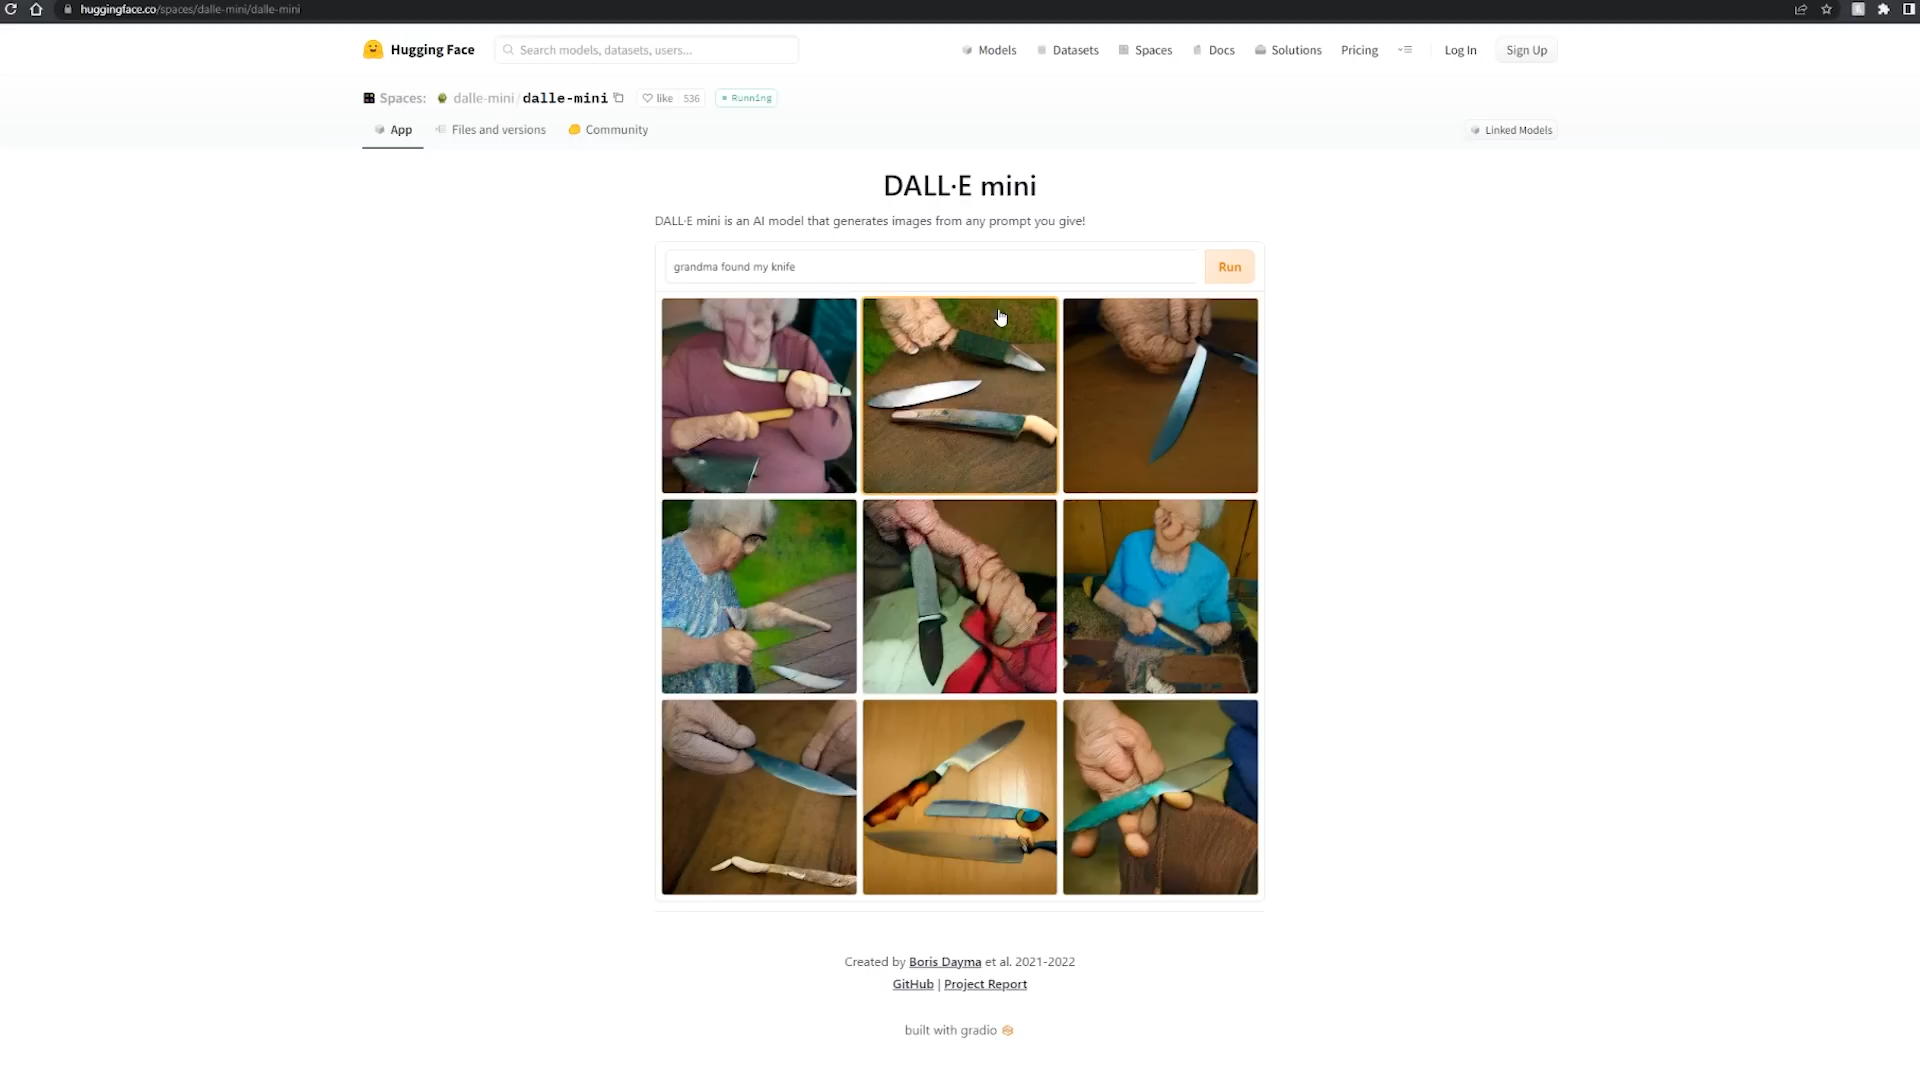 huggingface.co/spaces/dalle-mini/dalle-mini
Hugging Face
Search models, datasets, users...
Models
Datasets
Spaces
Docs
Solutions
Pricing
Log In
Sign Up
Spaces:
dalle-mini/dalle-mini
like 536
Running
App
Files and versions
Community
Linked Models
DALL·E mini
DALL·E mini is an AI model that generates images from any prompt you give!
grandma found my knife
Run
Created by Boris Dayma et al. 2021-2022
GitHub | Project Report
built with gradio